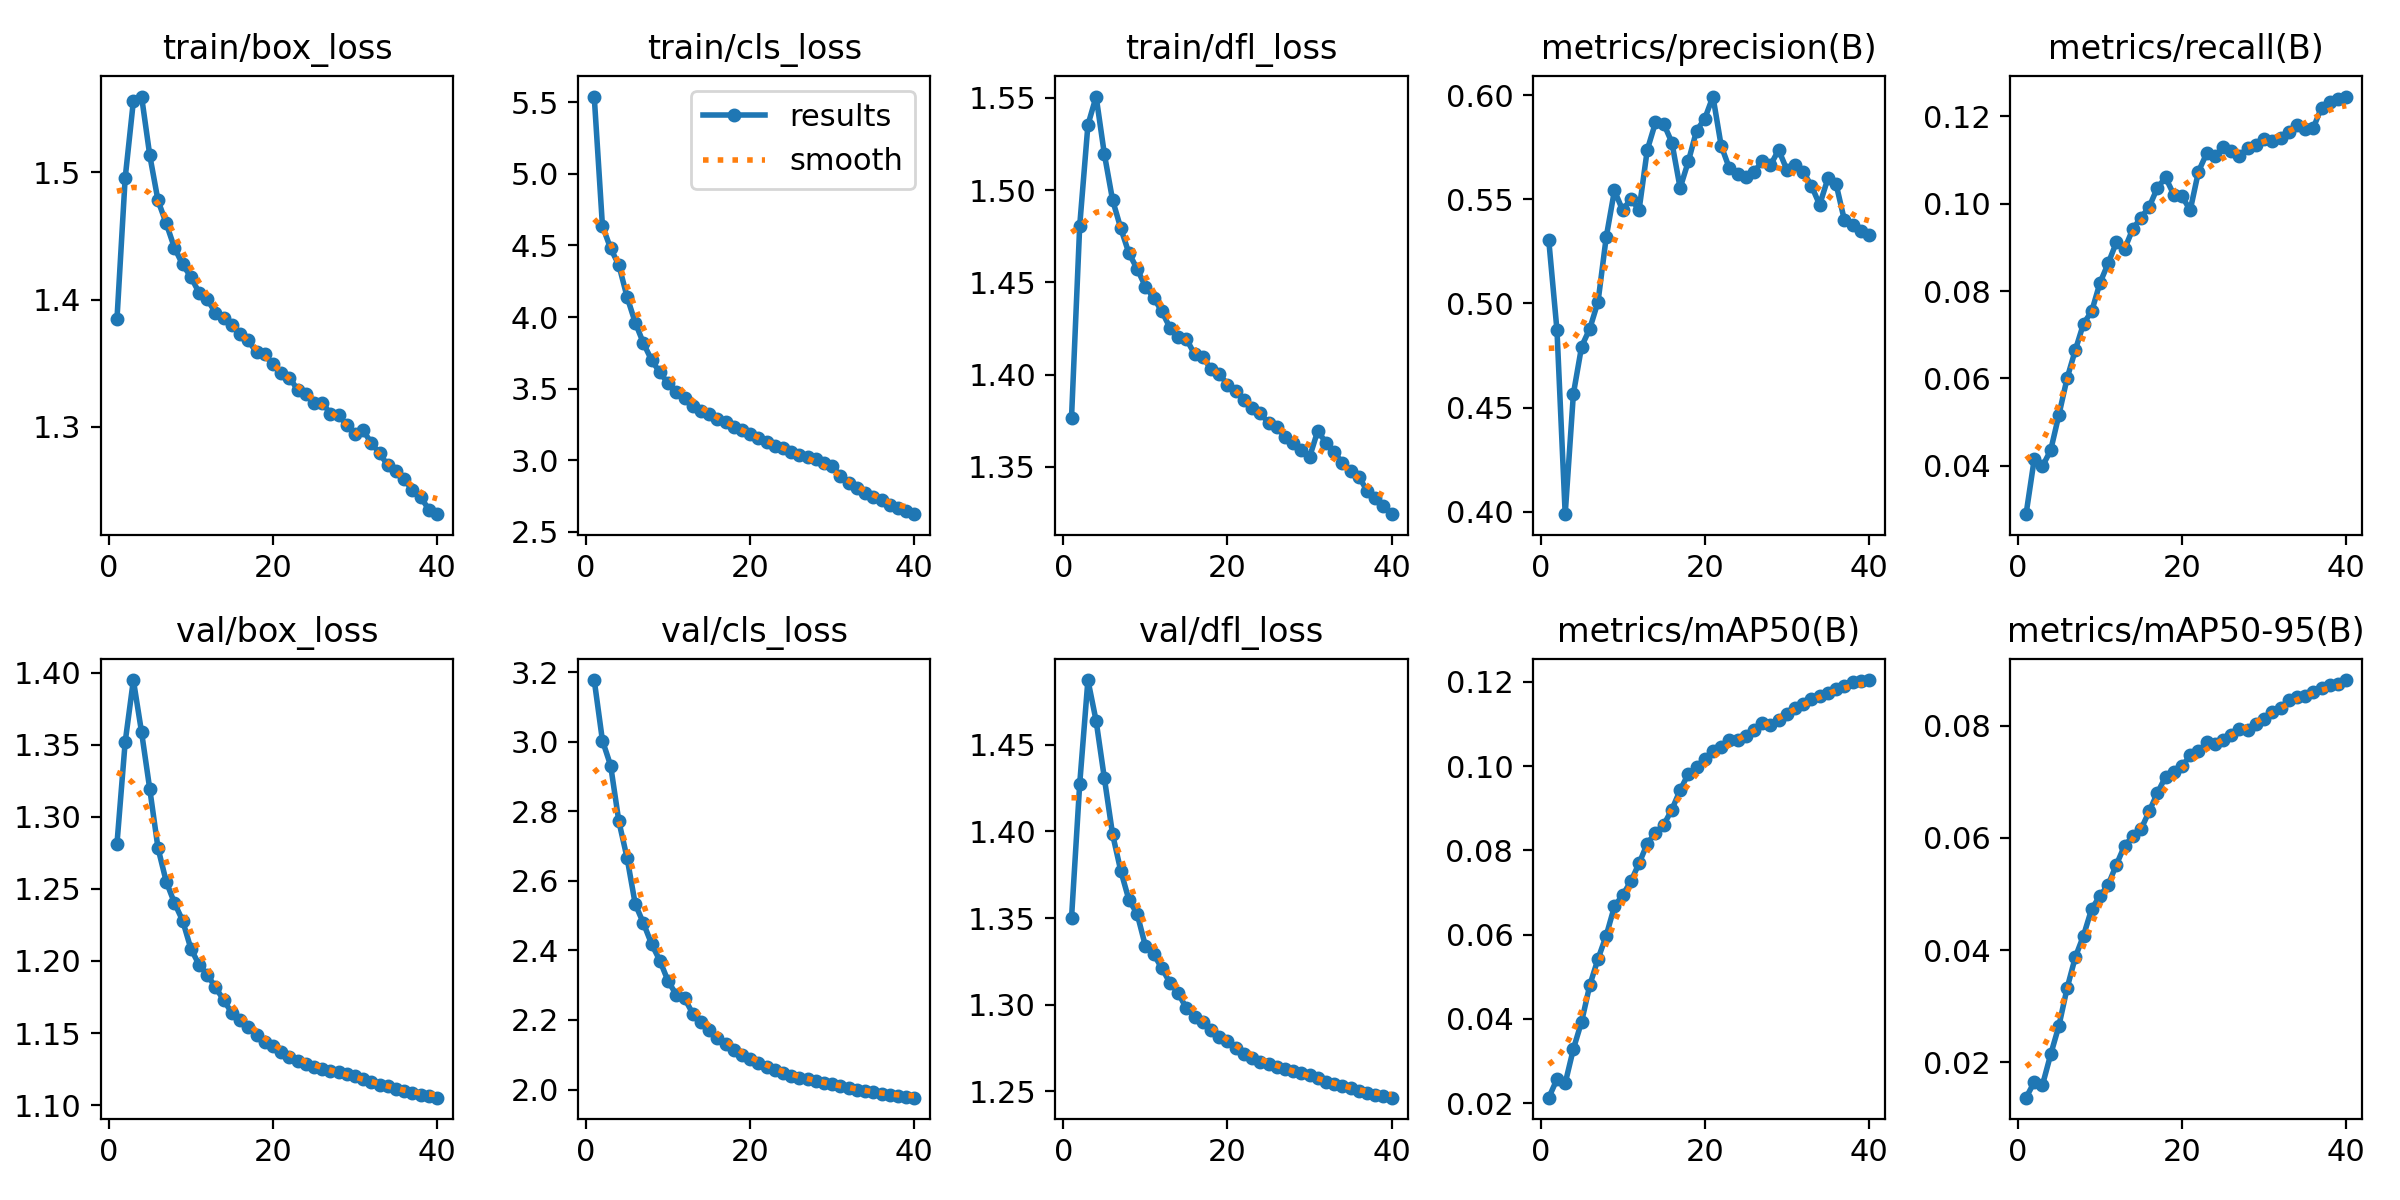 train/box_loss
1.5
1.4
1.3
0 20 40
train/cls_loss
results
smooth
5.5
5.0
4.5
4.0
3.5
3.0
2.5
0 20 40
train/dfl_loss
1.55
1.50
1.45
1.40
1.35
0 20 40
metrics/precision(B)
0.60
0.55
0.50
0.45
0.40
0 20 40
metrics/recall(B)
0.12
0.10
0.08
0.06
0.04
0 20 40
val/box_loss
1.40
1.35
1.30
1.25
1.20
1.15
1.10
0 20 40
val/cls_loss
3.2
3.0
2.8
2.6
2.4
2.2
2.0
0 20 40
val/dfl_loss
1.45
1.40
1.35
1.30
1.25
0 20 40
metrics/mAP50(B)
0.12
0.10
0.08
0.06
0.04
0.02
0 20 40
metrics/mAP50-95(B)
0.08
0.06
0.04
0.02
0 20 40